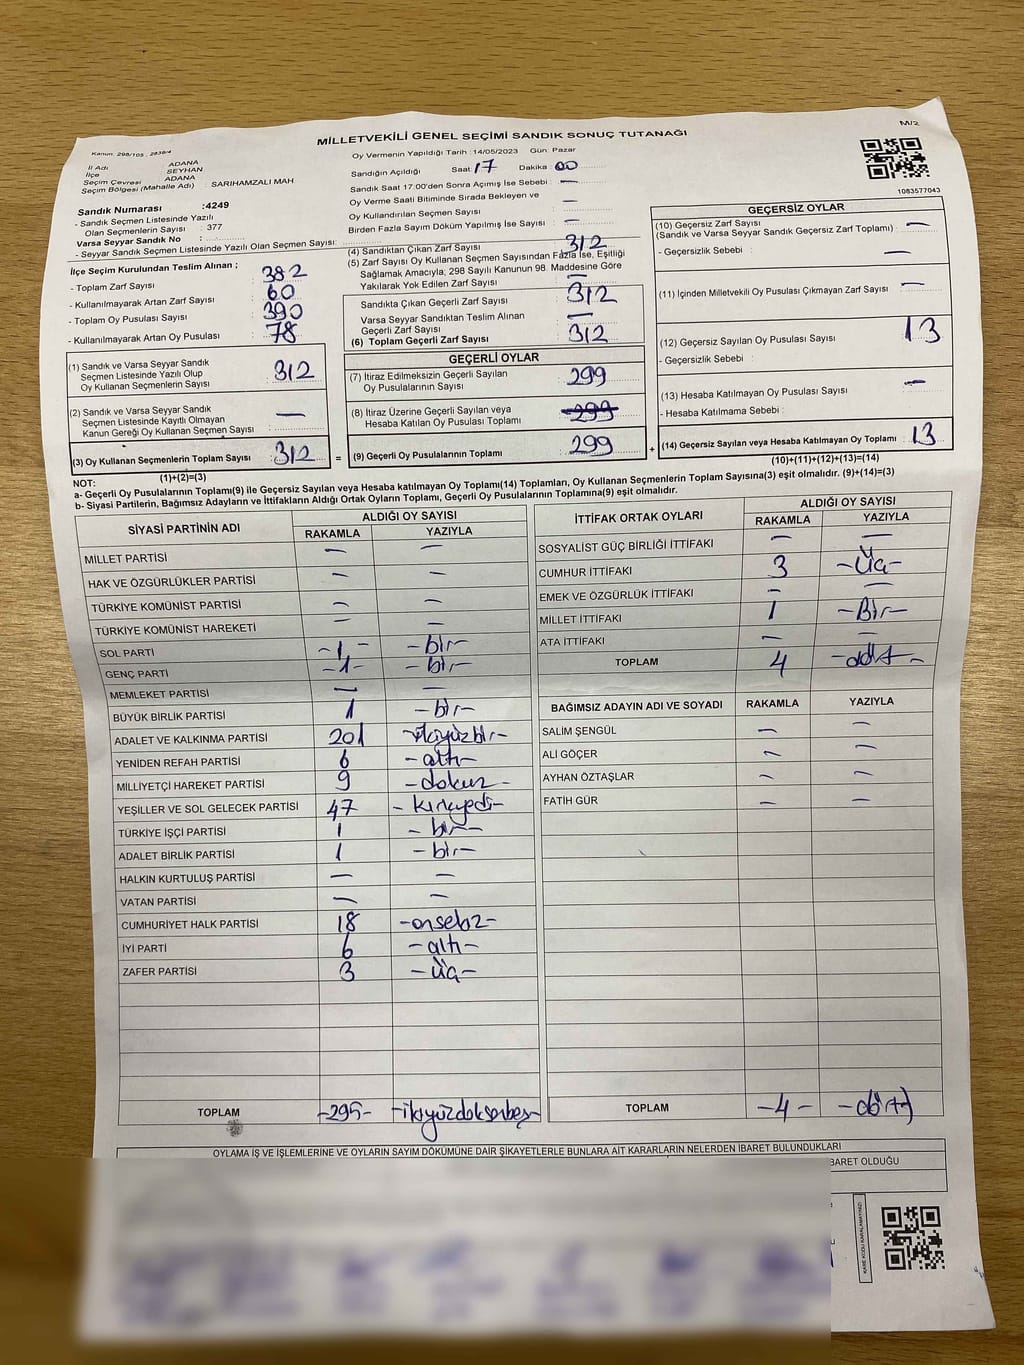 M/2
MİLLETVEKİLİ GENEL SEÇİMİ SANDIK SONUÇ TUTANAĞI
Kanun: 298/105, 2839/4
İl Adı ADANA
İlçe SEYHAN
Seçim Çevresi ADANA
Seçim Bölgesi (Mahalle Adı) : SARIHAMZALI MAH
Sandık Numarası :4249
- Sandık Seçmen Listesinde Yazılı
Olan Seçmenlerin Sayısı : 377
Varsa Seyyar Sandık No :
- Seyyar Sandık Seçmen Listesinde Yazılı Olan Seçmen Sayısı:
Oy Vermenin Yapıldığı Tarih : 14/05/2023 Gün: Pazar
Sandığın Açıldığı Saat: 17 Dakika : 00
Sandık Saat 17:00'den Sonra Açımış İse Sebebi : —
Oy Verme Saati Bitiminde Sırada Bekleyen ve
Oy Kullandırılan Seçmen Sayısı : —
Birden Fazla Sayım Döküm Yapılmış İse Sayısı : —
1083577043
İlçe Seçim Kurulundan Teslim Alınan ;
- Toplam Zarf Sayısı : 382
- Kullanılmayarak Artan Zarf Sayısı : 60
- Toplam Oy Pusulası Sayısı : 390
- Kullanılmayarak Artan Oy Pusulası : 78
(1) Sandık ve Varsa Seyyar Sandık
Seçmen Listesinde Yazılı Olup
Oy Kullanan Seçmenlerin Sayısı : 312
(2) Sandık ve Varsa Seyyar Sandık
Seçmen Listesinde Kayıtlı Olmayan
Kanun Gereği Oy Kullanan Seçmen Sayısı : —
(3) Oy Kullanan Seçmenlerin Toplam Sayısı : 312 =
(1)+(2)=(3)
(4) Sandıktan Çıkan Zarf Sayısı : 312
(5) Zarf Sayısı Oy Kullanan Seçmen Sayısından Fazla İse, Eşitliği
Sağlamak Amacıyla; 298 Sayılı Kanunun 98. Maddesine Göre
Yakılarak Yok Edilen Zarf Sayısı : —
Sandıkta Çıkan Geçerli Zarf Sayısı : 312
Varsa Seyyar Sandıktan Teslim Alınan
Geçerli Zarf Sayısı : —
(6) Toplam Geçerli Zarf Sayısı : 312
GEÇERLİ OYLAR
(7) İtiraz Edilmeksizin Geçerli Sayılan
Oy Pusulalarının Sayısı : 299
(8) İtiraz Üzerine Geçerli Sayılan veya
Hesaba Katılan Oy Pusulası Toplamı : 299
(9) Geçerli Oy Pusulalarının Toplamı : 299 +
GEÇERSİZ OYLAR
(10) Geçersiz Zarf Sayısı : —
(Sandık ve Varsa Seyyar Sandık Geçersiz Zarf Toplamı)
- Geçersizlik Sebebi : —
(11) İçinden Milletvekili Oy Pusulası Çıkmayan Zarf Sayısı : —
(12) Geçersiz Sayılan Oy Pusulası Sayısı : 13
- Geçersizlik Sebebi :
(13) Hesaba Katılmayan Oy Pusulası Sayısı : —
- Hesaba Katılmama Sebebi :
(14) Geçersiz Sayılan veya Hesaba Katılmayan Oy Toplamı : 13
(10)+(11)+(12)+(13)=(14)
NOT:
a- Geçerli Oy Pusulalarının Toplamı(9) ile Geçersiz Sayılan veya Hesaba katılmayan Oy Toplamı(14) Toplamları, Oy Kullanan Seçmenlerin Toplam Sayısına(3) eşit olmalıdır. (9)+(14)=(3)
b- Siyasi Partilerin, Bağımsız Adayların ve İttifakların Aldığı Ortak Oyların Toplamı, Geçerli Oy Pusulalarının Toplamına(9) eşit olmalıdır.
SİYASİ PARTİNİN ADI ALDIĞI OY SAYISI
RAKAMLA YAZIYLA
MİLLET PARTİSİ — —
HAK VE ÖZGÜRLÜKLER PARTİSİ — —
TÜRKİYE KOMÜNİST PARTİSİ — —
TÜRKİYE KOMÜNİST HAREKETİ — —
SOL PARTİ -1- -bir-
GENÇ PARTİ -1- -bir-
MEMLEKET PARTİSİ — —
BÜYÜK BİRLİK PARTİSİ 1 -bir-
ADALET VE KALKINMA PARTİSİ 201 -ikiyüzbir-
YENİDEN REFAH PARTİSİ 6 -altı-
MİLLİYETÇİ HAREKET PARTİSİ 9 -dokuz-
YEŞİLLER VE SOL GELECEK PARTİSİ 47 -kırkyedi-
TÜRKİYE İŞÇİ PARTİSİ 1 -bir-
ADALET BİRLİK PARTİSİ 1 -bir-
HALKIN KURTULUŞ PARTİSİ — —
VATAN PARTİSİ — —
CUMHURİYET HALK PARTİSİ 18 -onsekiz-
İYİ PARTİ 6 -altı-
ZAFER PARTİSİ 3 -üç-
TOPLAM -295- -ikiyüzdoksanbeş-
İTTİFAK ORTAK OYLARI ALDIĞI OY SAYISI
RAKAMLA YAZIYLA
SOSYALİST GÜÇ BİRLİĞİ İTTİFAKI — —
CUMHUR İTTİFAKI 3 -Üç-
EMEK VE ÖZGÜRLÜK İTTİFAKI — —
MİLLET İTTİFAKI 1 -Bir-
ATA İTTİFAKI — —
TOPLAM 4 -dört-
BAĞIMSIZ ADAYIN ADI VE SOYADI RAKAMLA YAZIYLA
SALİM ŞENGÜL — —
ALİ GÖÇER — —
AYHAN ÖZTAŞLAR — —
FATİH GÜR — —
TOPLAM -4- -dört-
OYLAMA İŞ VE İŞLEMLERİNE VE OYLARIN SAYIM DÖKÜMÜNE DAİR ŞİKAYETLERLE BUNLARA AİT KARARLARIN NELERDEN İBARET BULUNDUKLARI
BARET OLDUĞU
KARE KODU KARALAMAYINIZ!